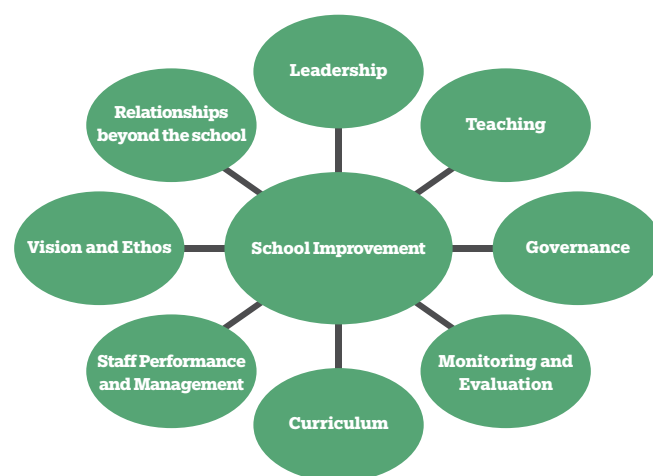 Leadership
Relationships
beyond the school
Teaching
Vision and Ethos
School Improvement
Governance
Staff Performance
and Management
Monitoring and
Evaluation
Curriculum